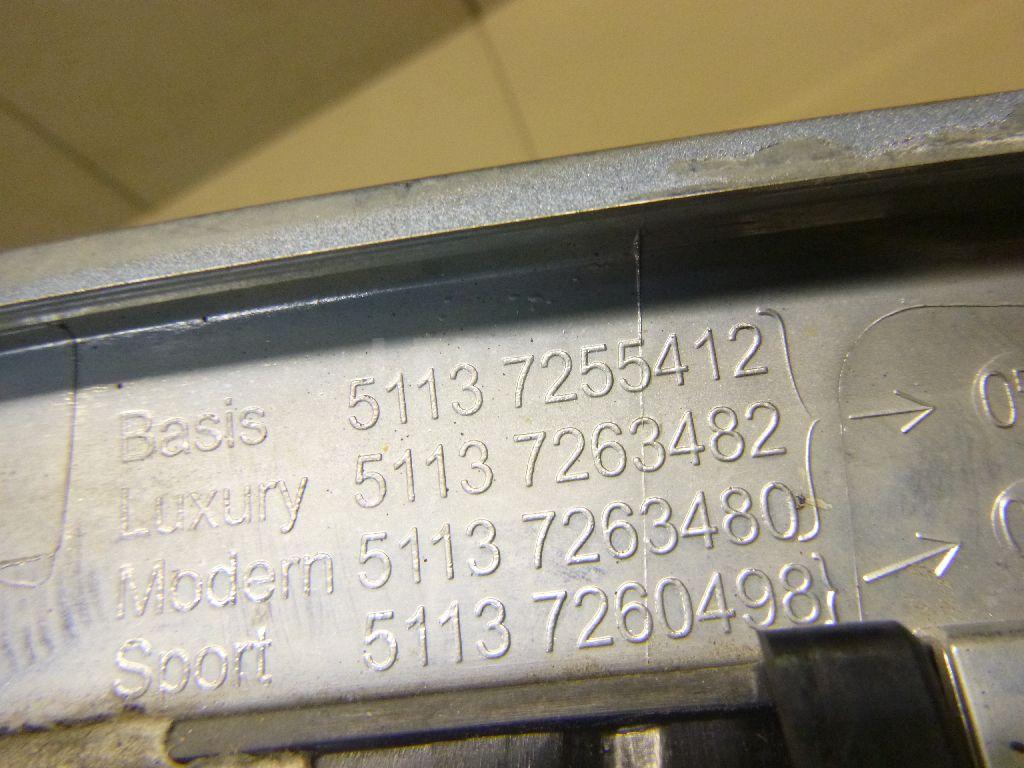 Basis 5113 7255412
Luxury 5113 7263482
Modern 5113 7263480
Sport 5113 7260498